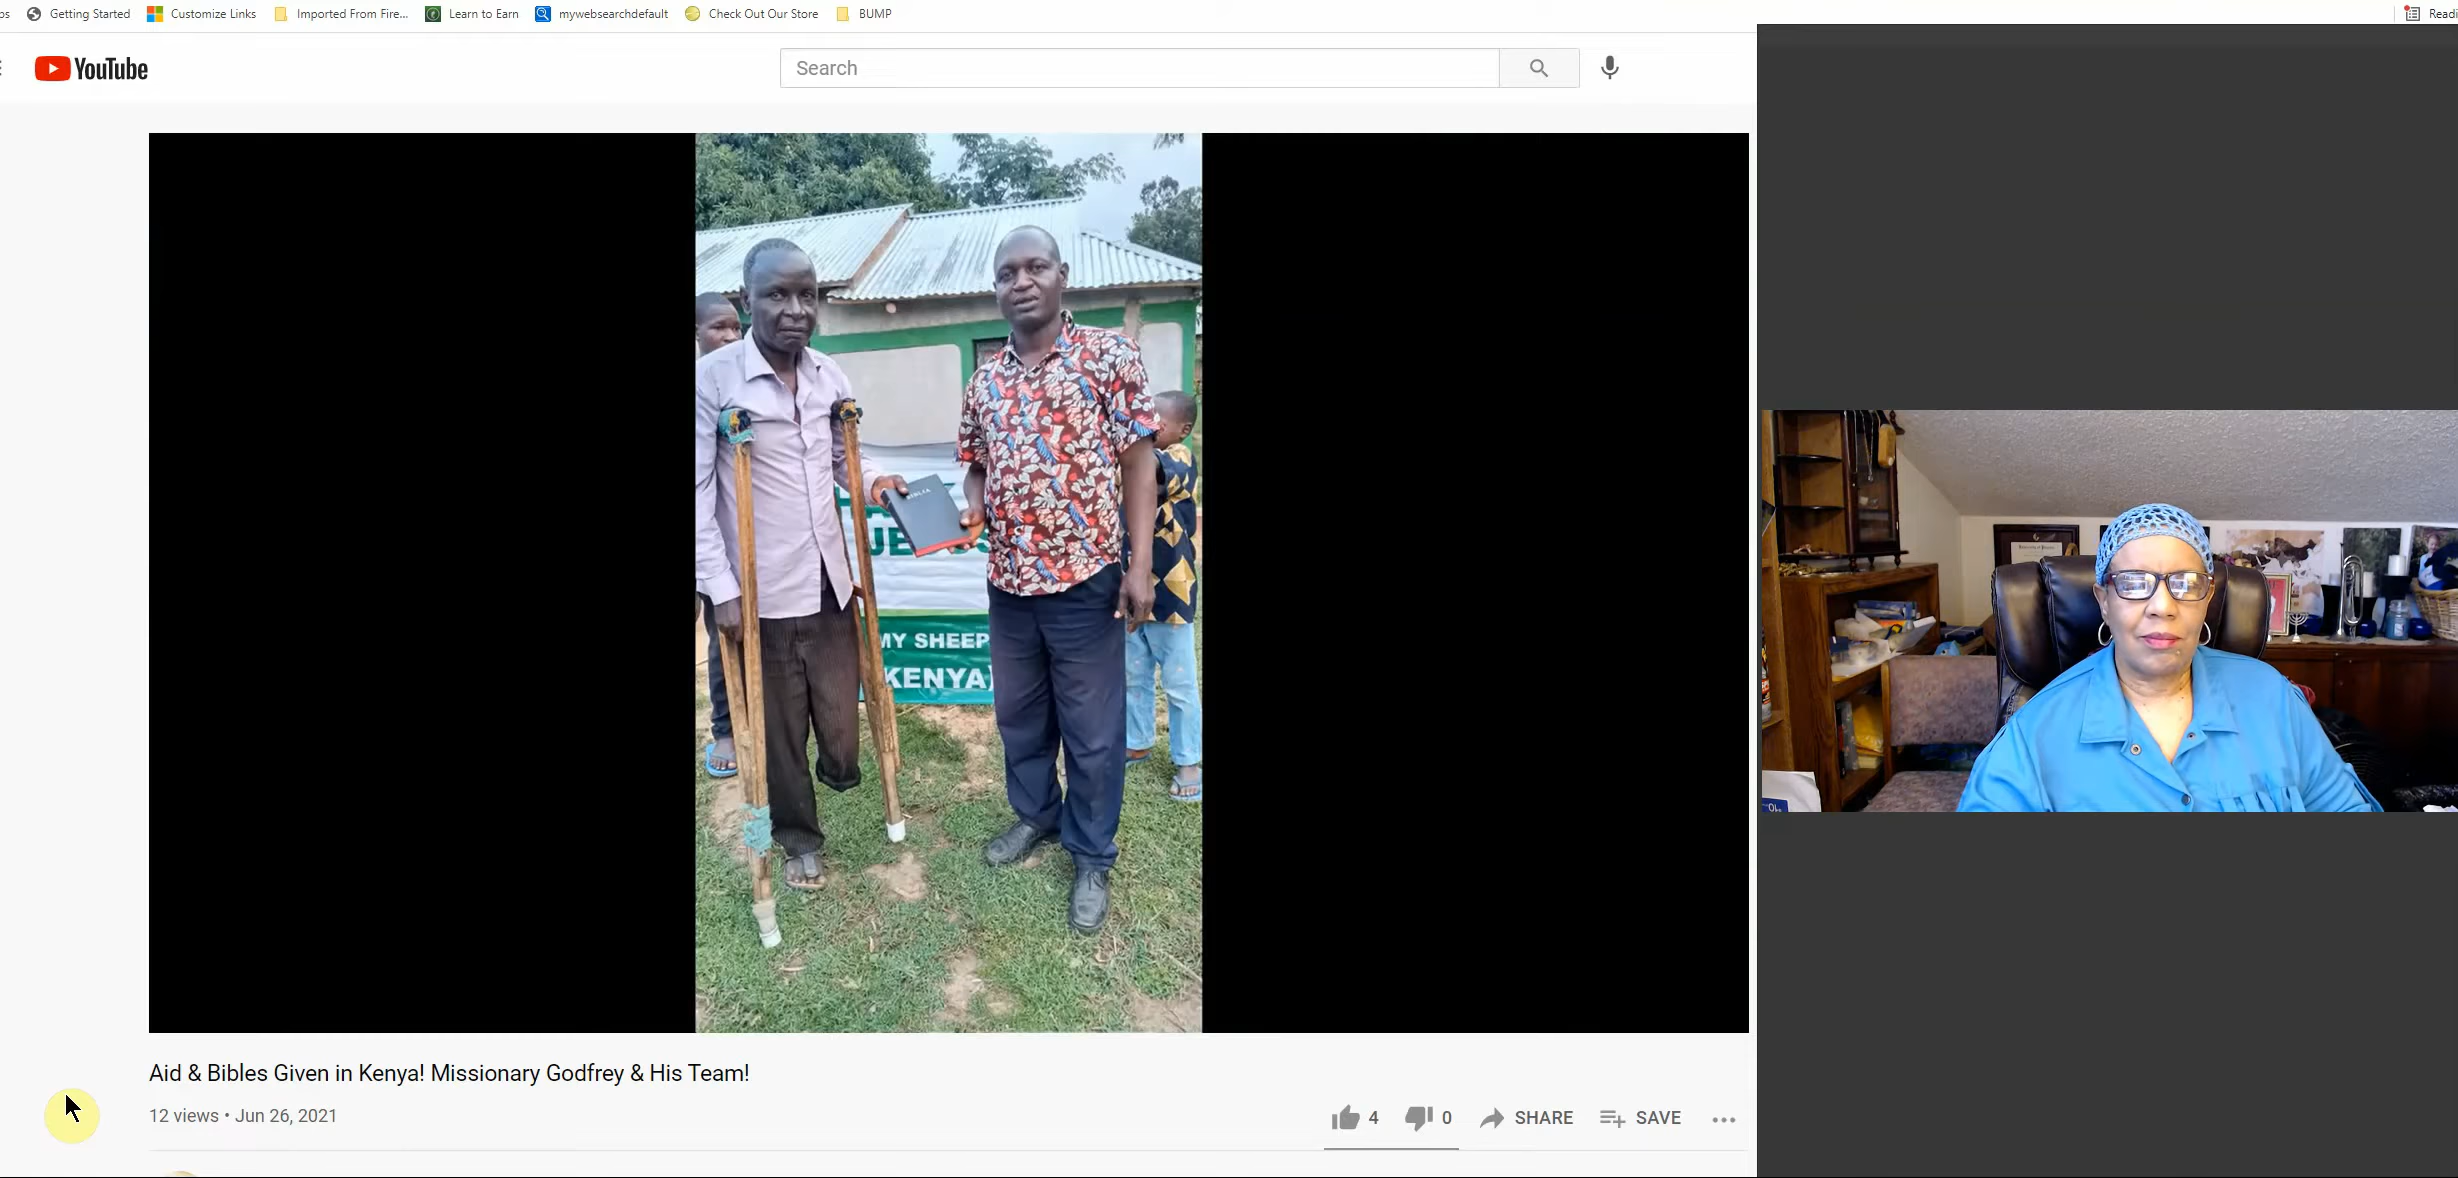 Getting Started
Customize Links
Imported From Fire...
Learn to Earn
mywebsearchdefault
Check Out Our Store
BUMP
YouTube
Search
BIBLIA
MY SHEEP
(KENYA)
Aid & Bibles Given in Kenya! Missionary Godfrey & His Team!
12 views • Jun 26, 2021
4
0
SHARE
SAVE